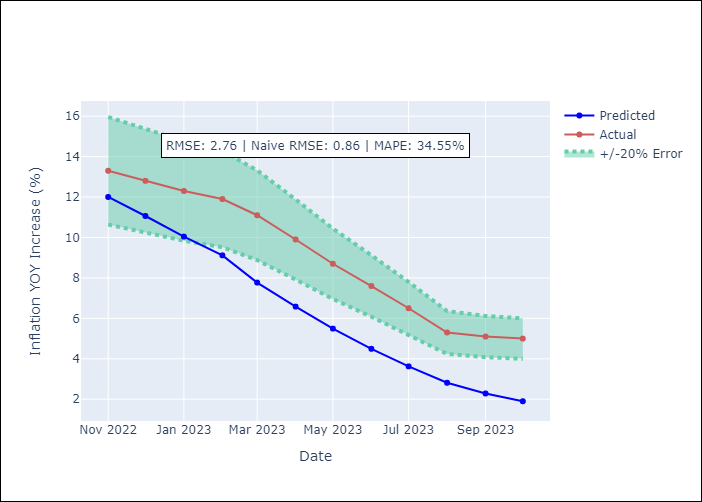 RMSE: 2.76 | Naive RMSE: 0.86 | MAPE: 34.55%
Predicted
Actual
+/-20% Error
Inflation YOY Increase (%)
16
14
12
10
8
6
4
2
Nov 2022 Jan 2023 Mar 2023 May 2023 Jul 2023 Sep 2023
Date